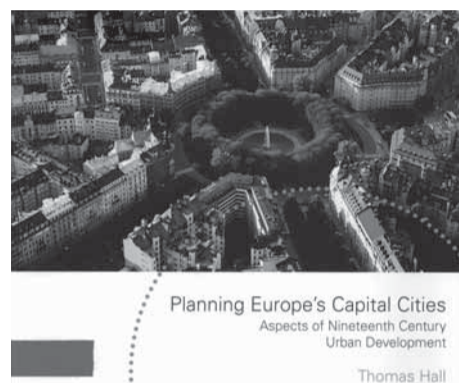 Planning Europe's Capital Cities
Aspects of Nineteenth Century
Urban Development
Thomas Hall